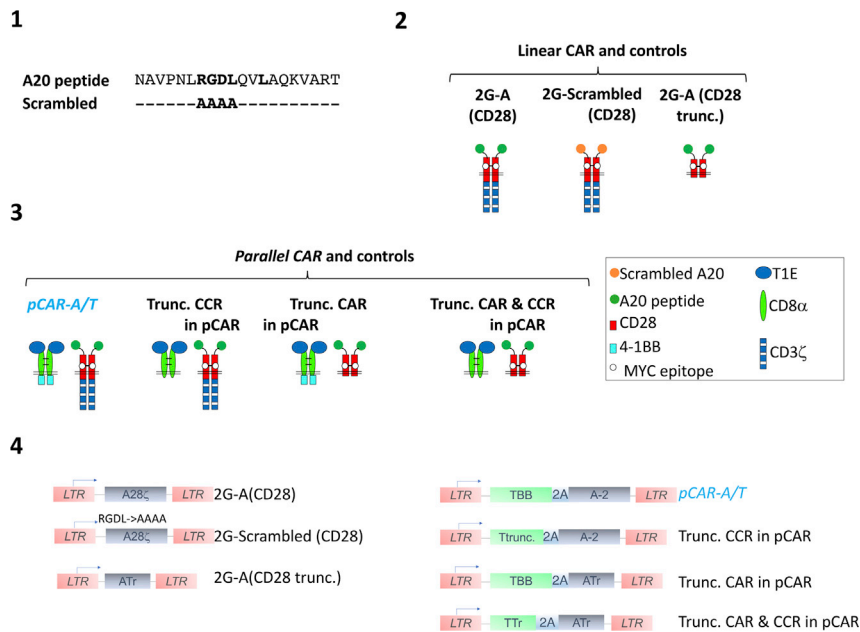 1
A20 peptide NAVPNLRGDLQVLAQKVART
Scrambled ------AAAA----------
2
Linear CAR and controls
2G-A (CD28)
2G-Scrambled (CD28)
2G-A (CD28 trunc.)
3
Parallel CAR and controls
pCAR-A/T
Trunc. CCR in pCAR
Trunc. CAR in pCAR
Trunc. CAR & CCR in pCAR
Scrambled A20
A20 peptide
CD28
4-1BB
MYC epitope
T1E
CD8α
CD3ζ
4
LTR A28ζ LTR 2G-A(CD28)
RGDL->AAAA
LTR A28ζ LTR 2G-Scrambled (CD28)
LTR ATr LTR 2G-A(CD28 trunc.)
LTR TBB 2A A-2 LTR pCAR-A/T
LTR Ttrunc. 2A A-2 LTR Trunc. CCR in pCAR
LTR TBB 2A ATr LTR Trunc. CAR in pCAR
LTR TTr 2A ATr LTR Trunc. CAR & CCR in pCAR